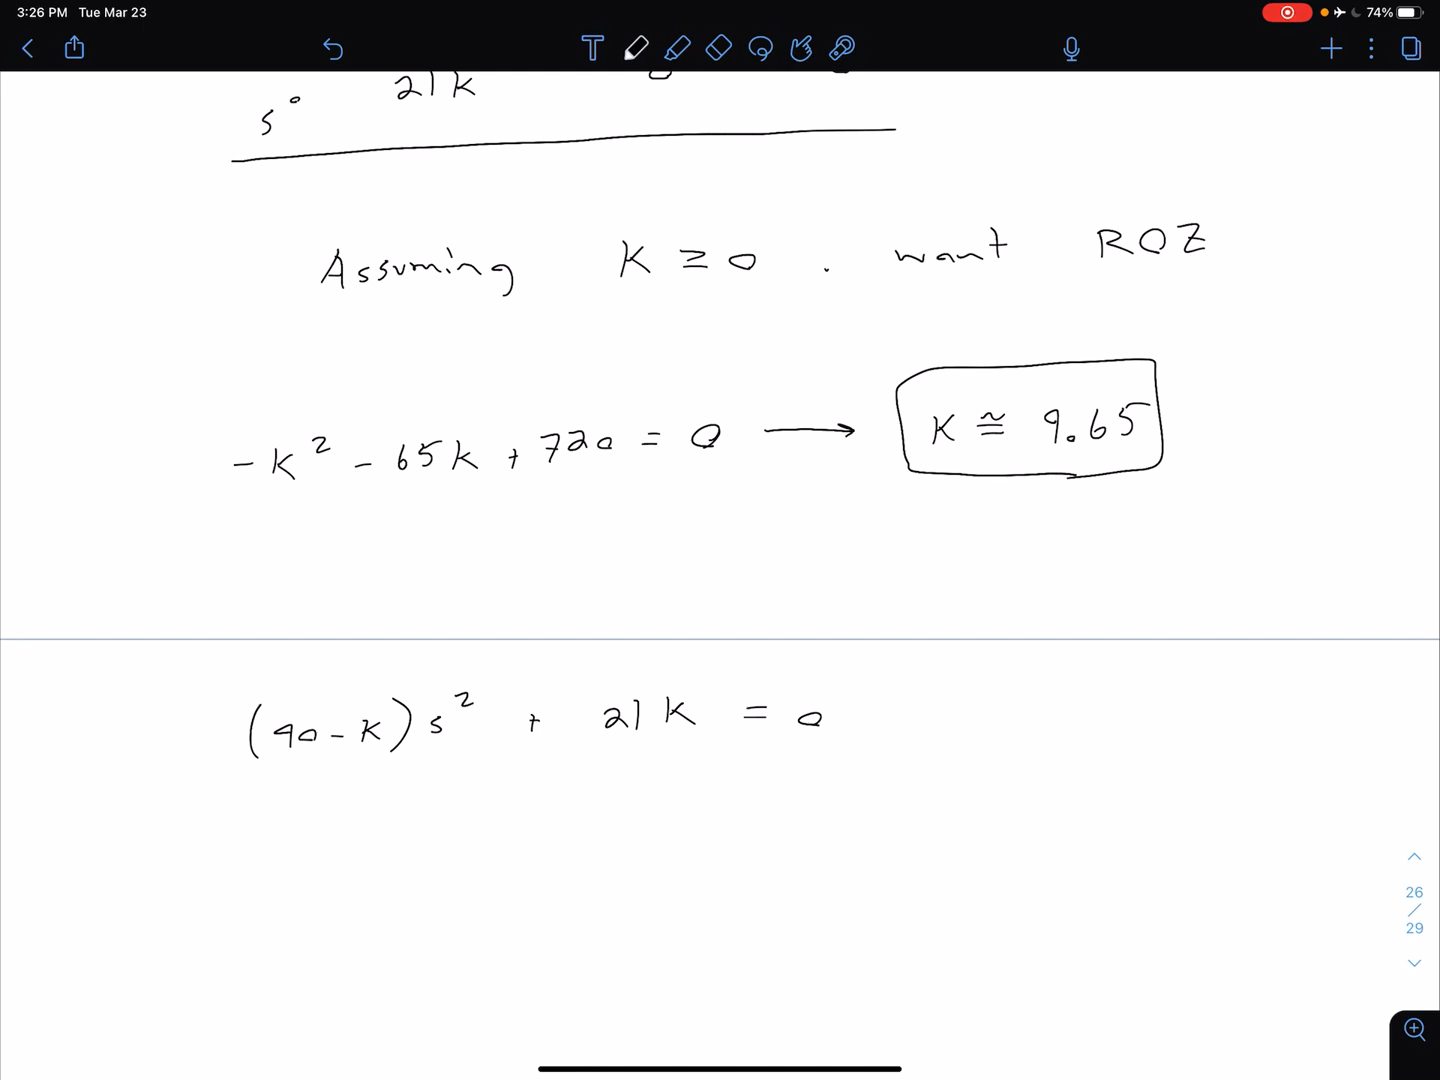 3:26 PM Tue Mar 23 74%
s° 21K
Assuming K ≥ 0 . want ROZ
-K² - 65K + 720 = 0 → K ≅ 9.65
(90-K)s² + 21K = 0
26
/
29